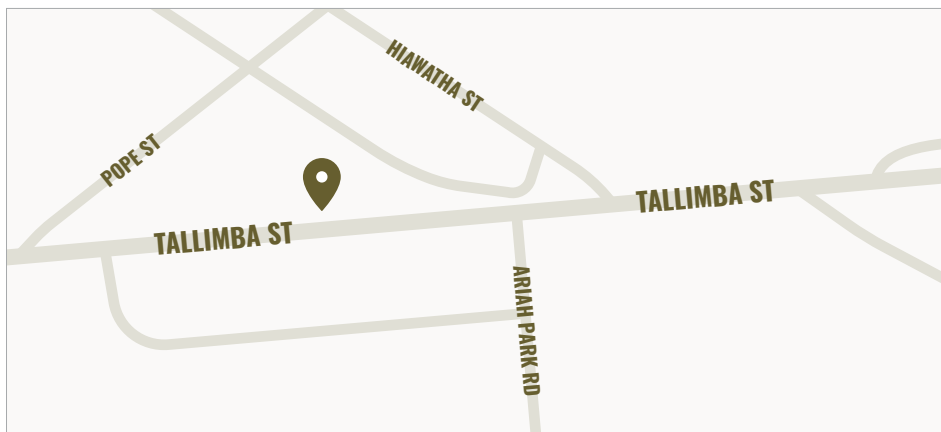 HIAWATHA ST
POPE ST
TALLIMBA ST
TALLIMBA ST
ARIAH PARK RD